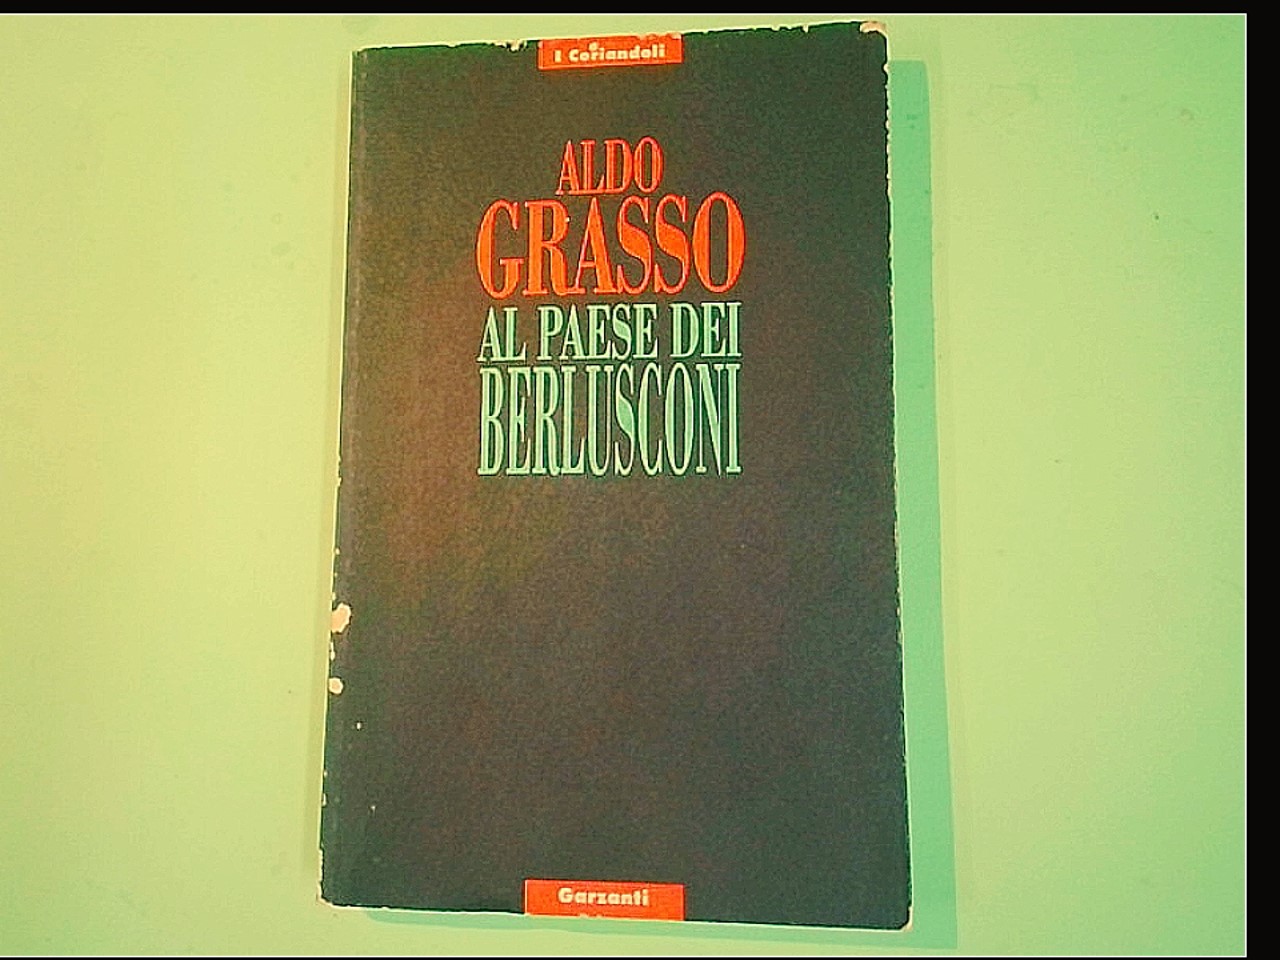 I Coriandoli
ALDO
GRASSO
AL PAESE DEI
BERLUSCONI
Garzanti